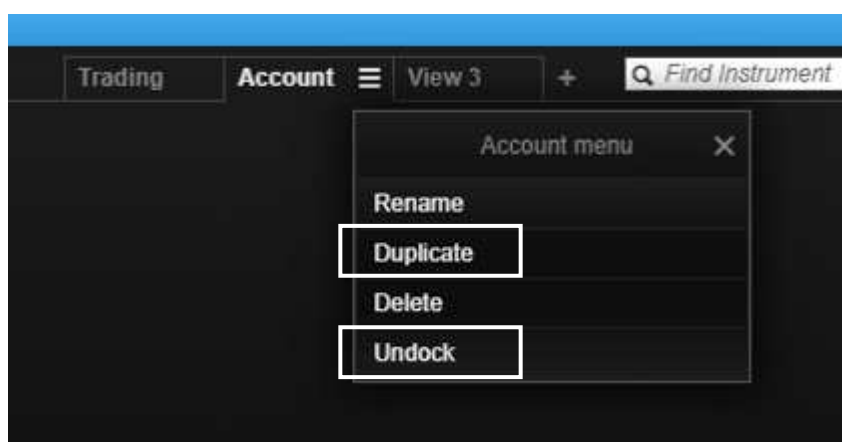 Trading Account View 3 + Find Instrument
Account menu
Rename
Duplicate
Delete
Undock